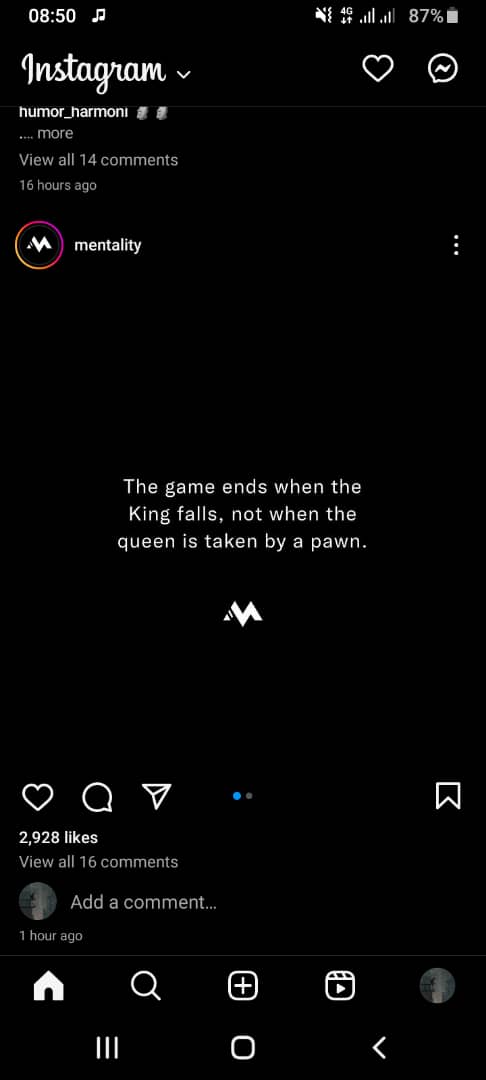 08:50 4G 87%
Instagram
humor_harmoni
.... more
View all 14 comments
16 hours ago
mentality
The game ends when the
King falls, not when the
queen is taken by a pawn.
2,928 likes
View all 16 comments
Add a comment...
1 hour ago